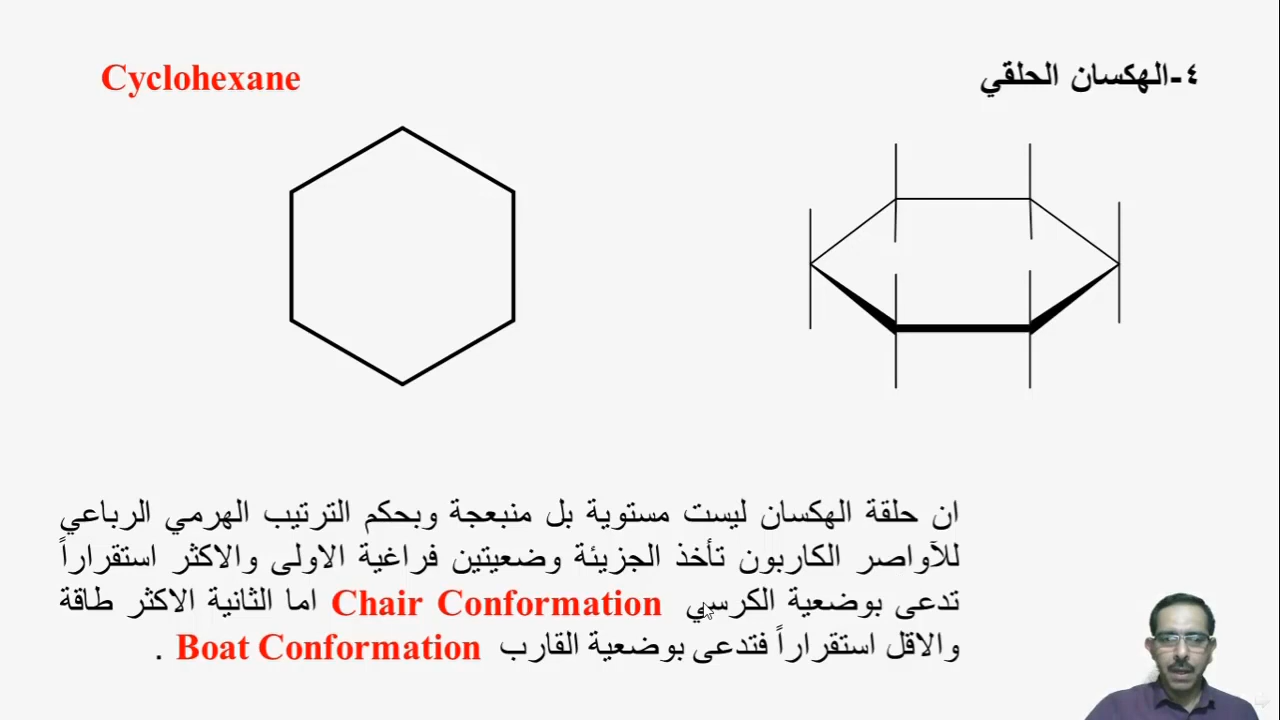 ٤-الهكسان الحلقي
Cyclohexane
ان حلقة الهكسان ليست مستوية بل منبعجة وبحكم الترتيب الهرمي الرباعي
للآواصر الكاربون تأخذ الجزيئة وضعيتين فراغية الاولى والاكثر استقراراً
تدعى بوضعية الكرسي Chair Conformation اما الثانية الاكثر طاقة
والاقل استقراراً فتدعى بوضعية القارب Boat Conformation .